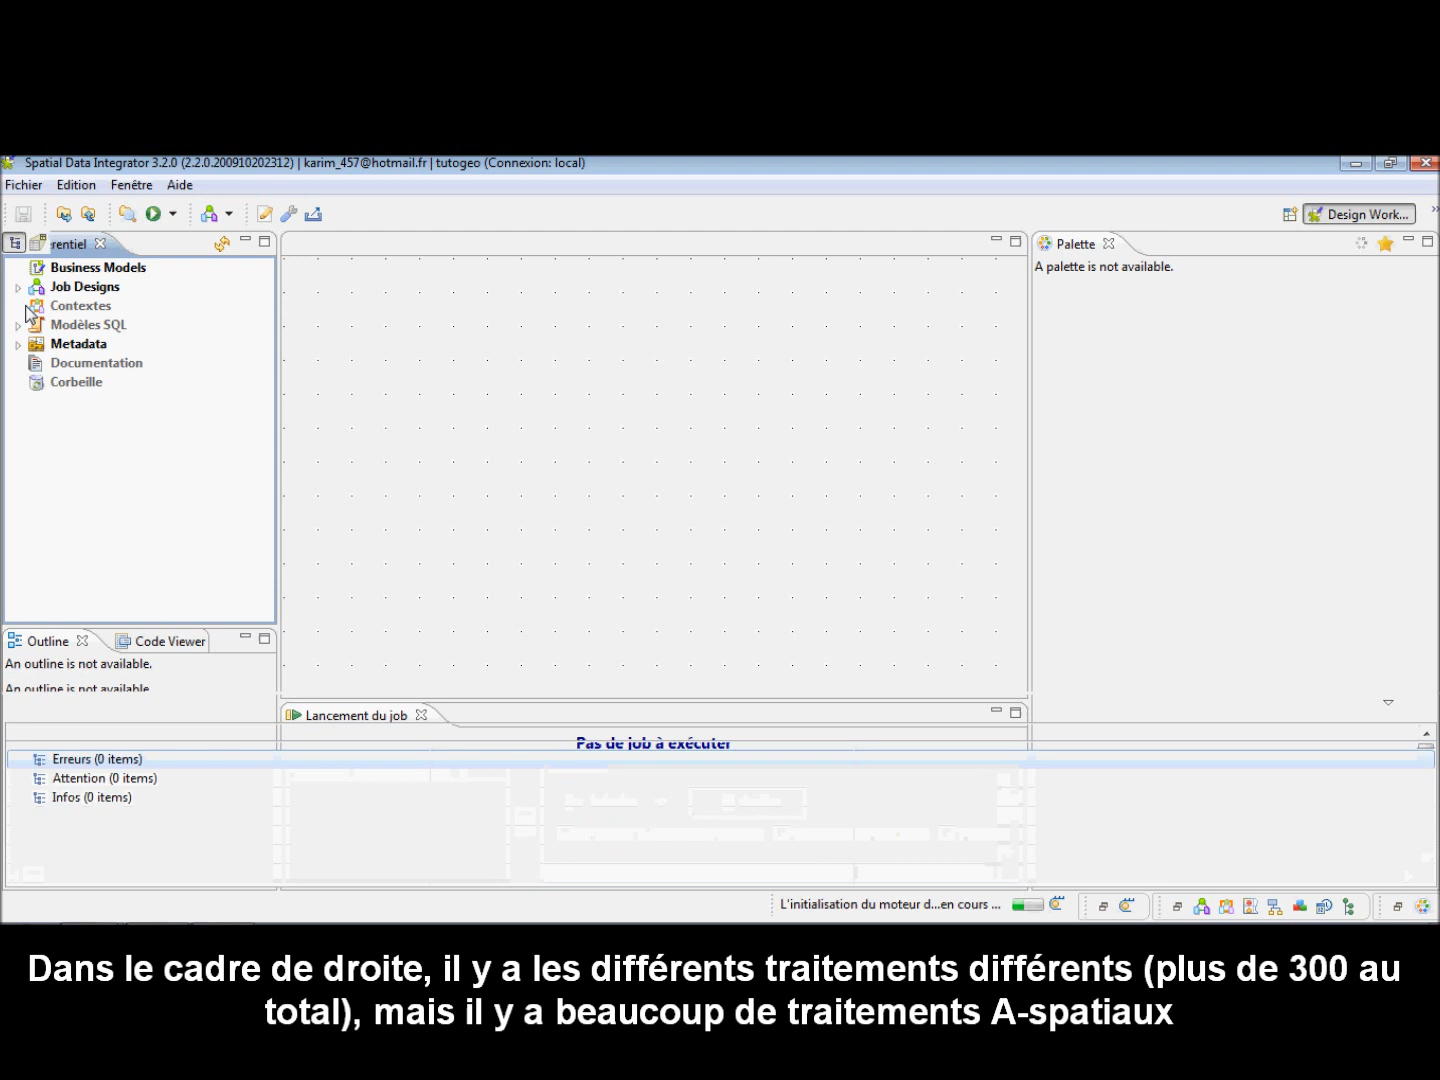 Spatial Data Integrator 3.2.0 (2.2.0.200910202312) | karim_457@hotmail.fr | tutogeo (Connexion: local)
Fichier Edition Fenêtre Aide
Design Work...
erentiel
Business Models
Job Designs
Contextes
Modèles SQL
Metadata
Documentation
Corbeille
Palette
A palette is not available.
Outline Code Viewer
An outline is not available.
An outline is not available
Lancement du job
Pas de job à exécuter
Erreurs (0 items)
Attention (0 items)
Infos (0 items)
L'initialisation du moteur d...en cours ...
Dans le cadre de droite, il y a les différents traitements différents (plus de 300 au
total), mais il y a beaucoup de traitements A-spatiaux